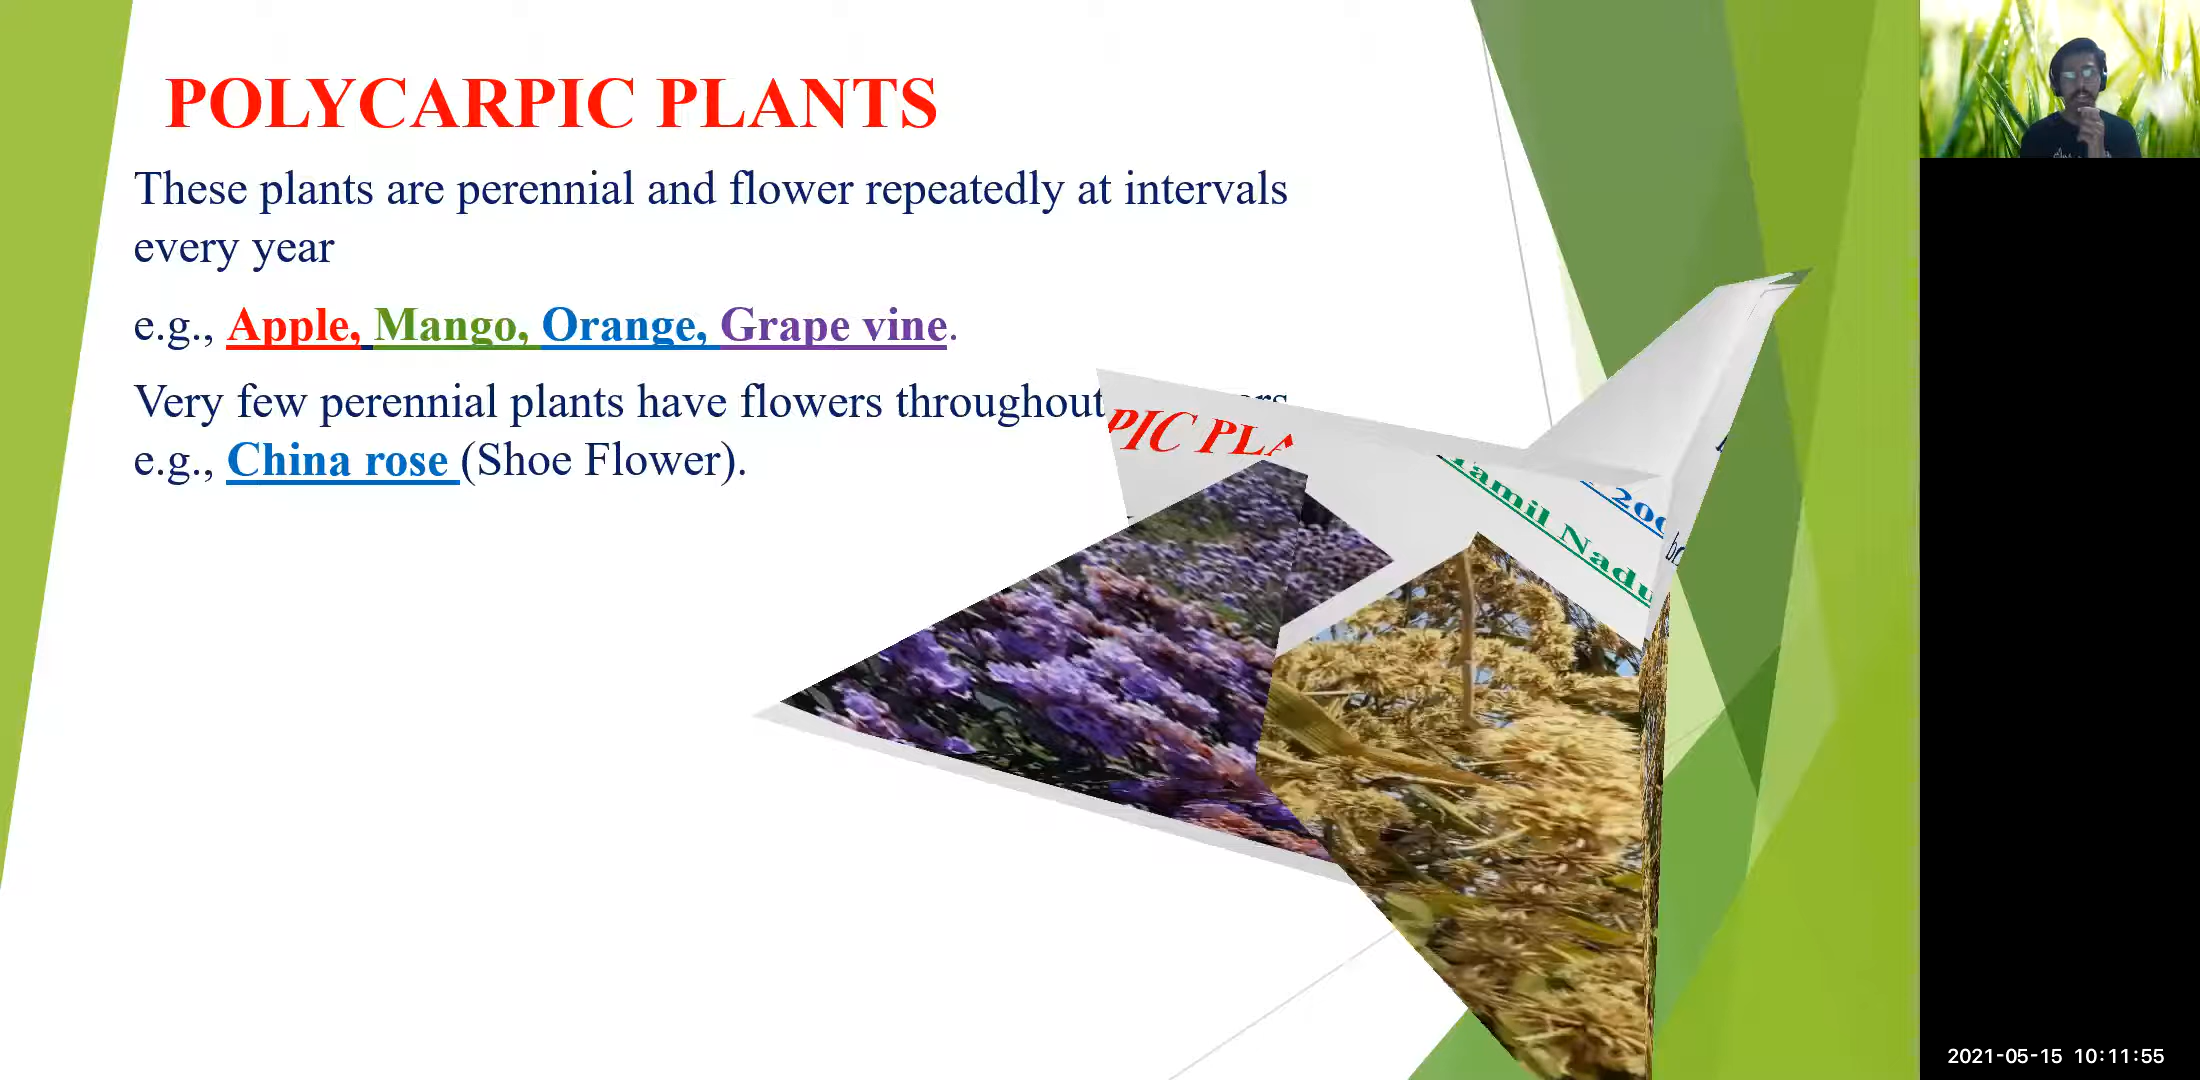 POLYCARPIC PLANTS
These plants are perennial and flower repeatedly at intervals
every year
e.g., Apple, Mango, Orange, Grape vine.
Very few perennial plants have flowers throughout
e.g., China rose (Shoe Flower).
PIC PLA
Tamil Nadu
2021-05-15 10:11:55